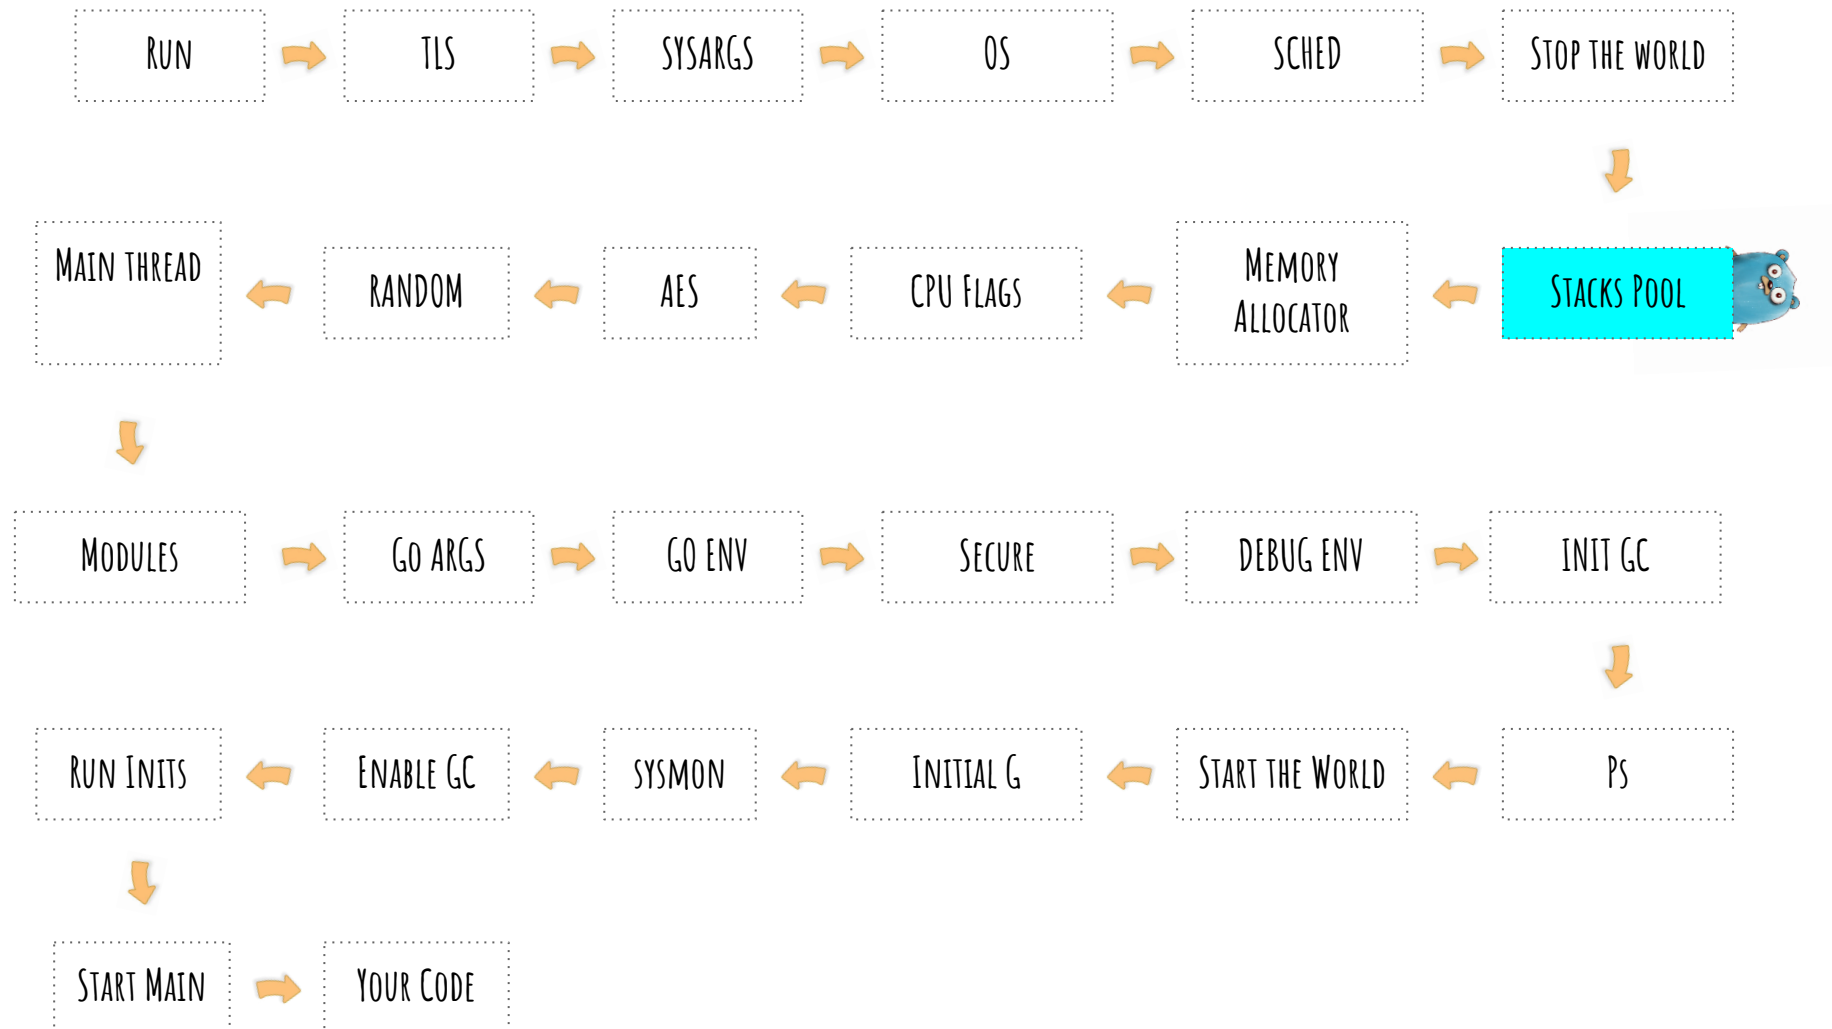 Run
TLS
SYSARGS
OS
SCHED
Stop the world
Stacks Pool
Memory
Allocator
CPU Flags
AES
RANDOM
Main thread
Modules
Go ARGS
GO ENV
Secure
DEBUG ENV
INIT GC
Ps
Start the World
Initial G
sysmon
Enable GC
Run Inits
Start Main
Your Code